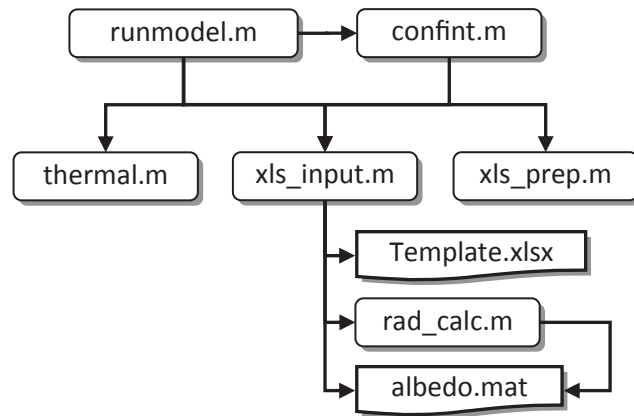 runmodel.m
confint.m
thermal.m
xls_input.m
xls_prep.m
Template.xlsx
rad_calc.m
albedo.mat